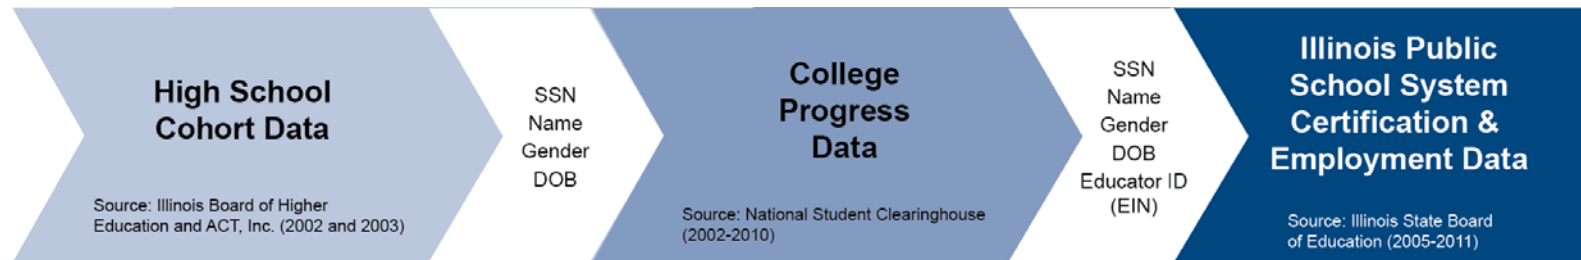 High School
Cohort Data
Source: Illinois Board of Higher
Education and ACT, Inc. (2002 and 2003)
SSN
Name
Gender
DOB
College
Progress
Data
Source: National Student Clearinghouse
(2002-2010)
SSN
Name
Gender
DOB
Educator ID
(EIN)
Illinois Public
School System
Certification &
Employment Data
Source: Illinois State Board
of Education (2005-2011)